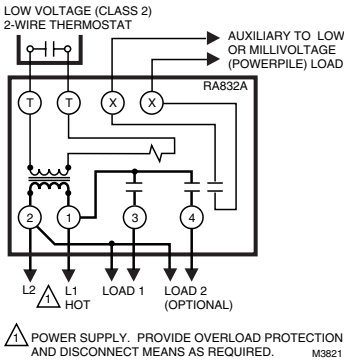 LOW VOLTAGE (CLASS 2)
2-WIRE THERMOSTAT
AUXILIARY TO LOW
OR MILLIVOLTAGE
(POWERPILE) LOAD
RA832A
T T X X
2 1 3 4
L2
1
L1
HOT
LOAD 1
LOAD 2
(OPTIONAL)
1 POWER SUPPLY. PROVIDE OVERLOAD PROTECTION
AND DISCONNECT MEANS AS REQUIRED.
M3821